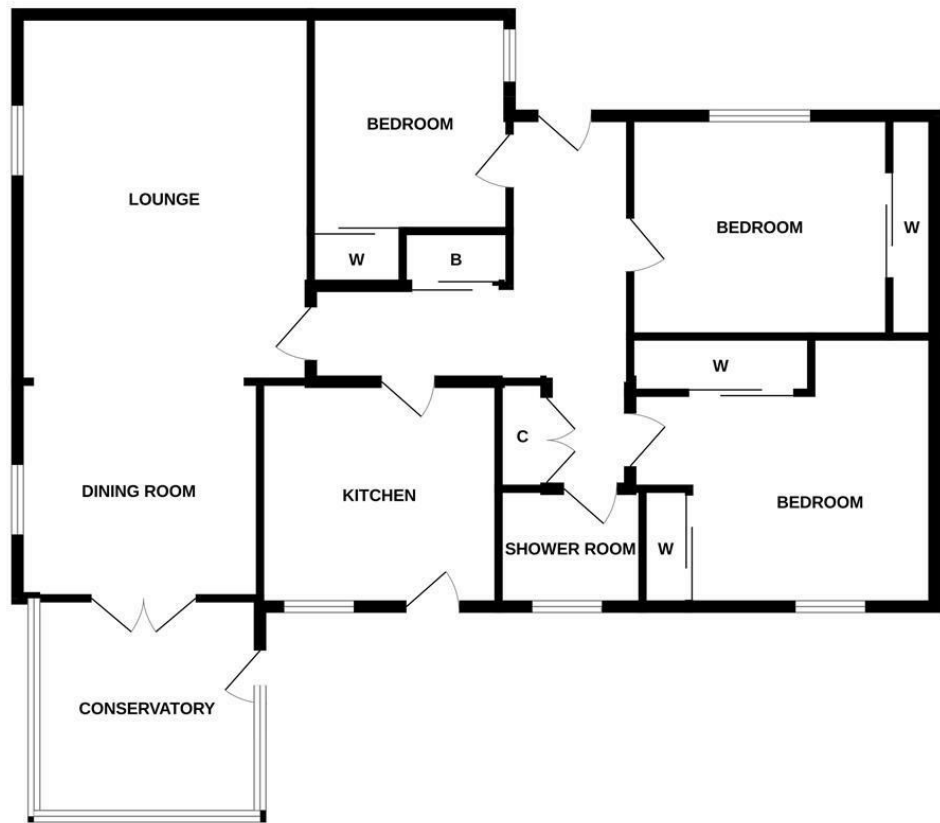 BEDROOM
LOUNGE
BEDROOM
W
W
B
W
DINING ROOM
KITCHEN
C
BEDROOM
SHOWER ROOM
W
CONSERVATORY